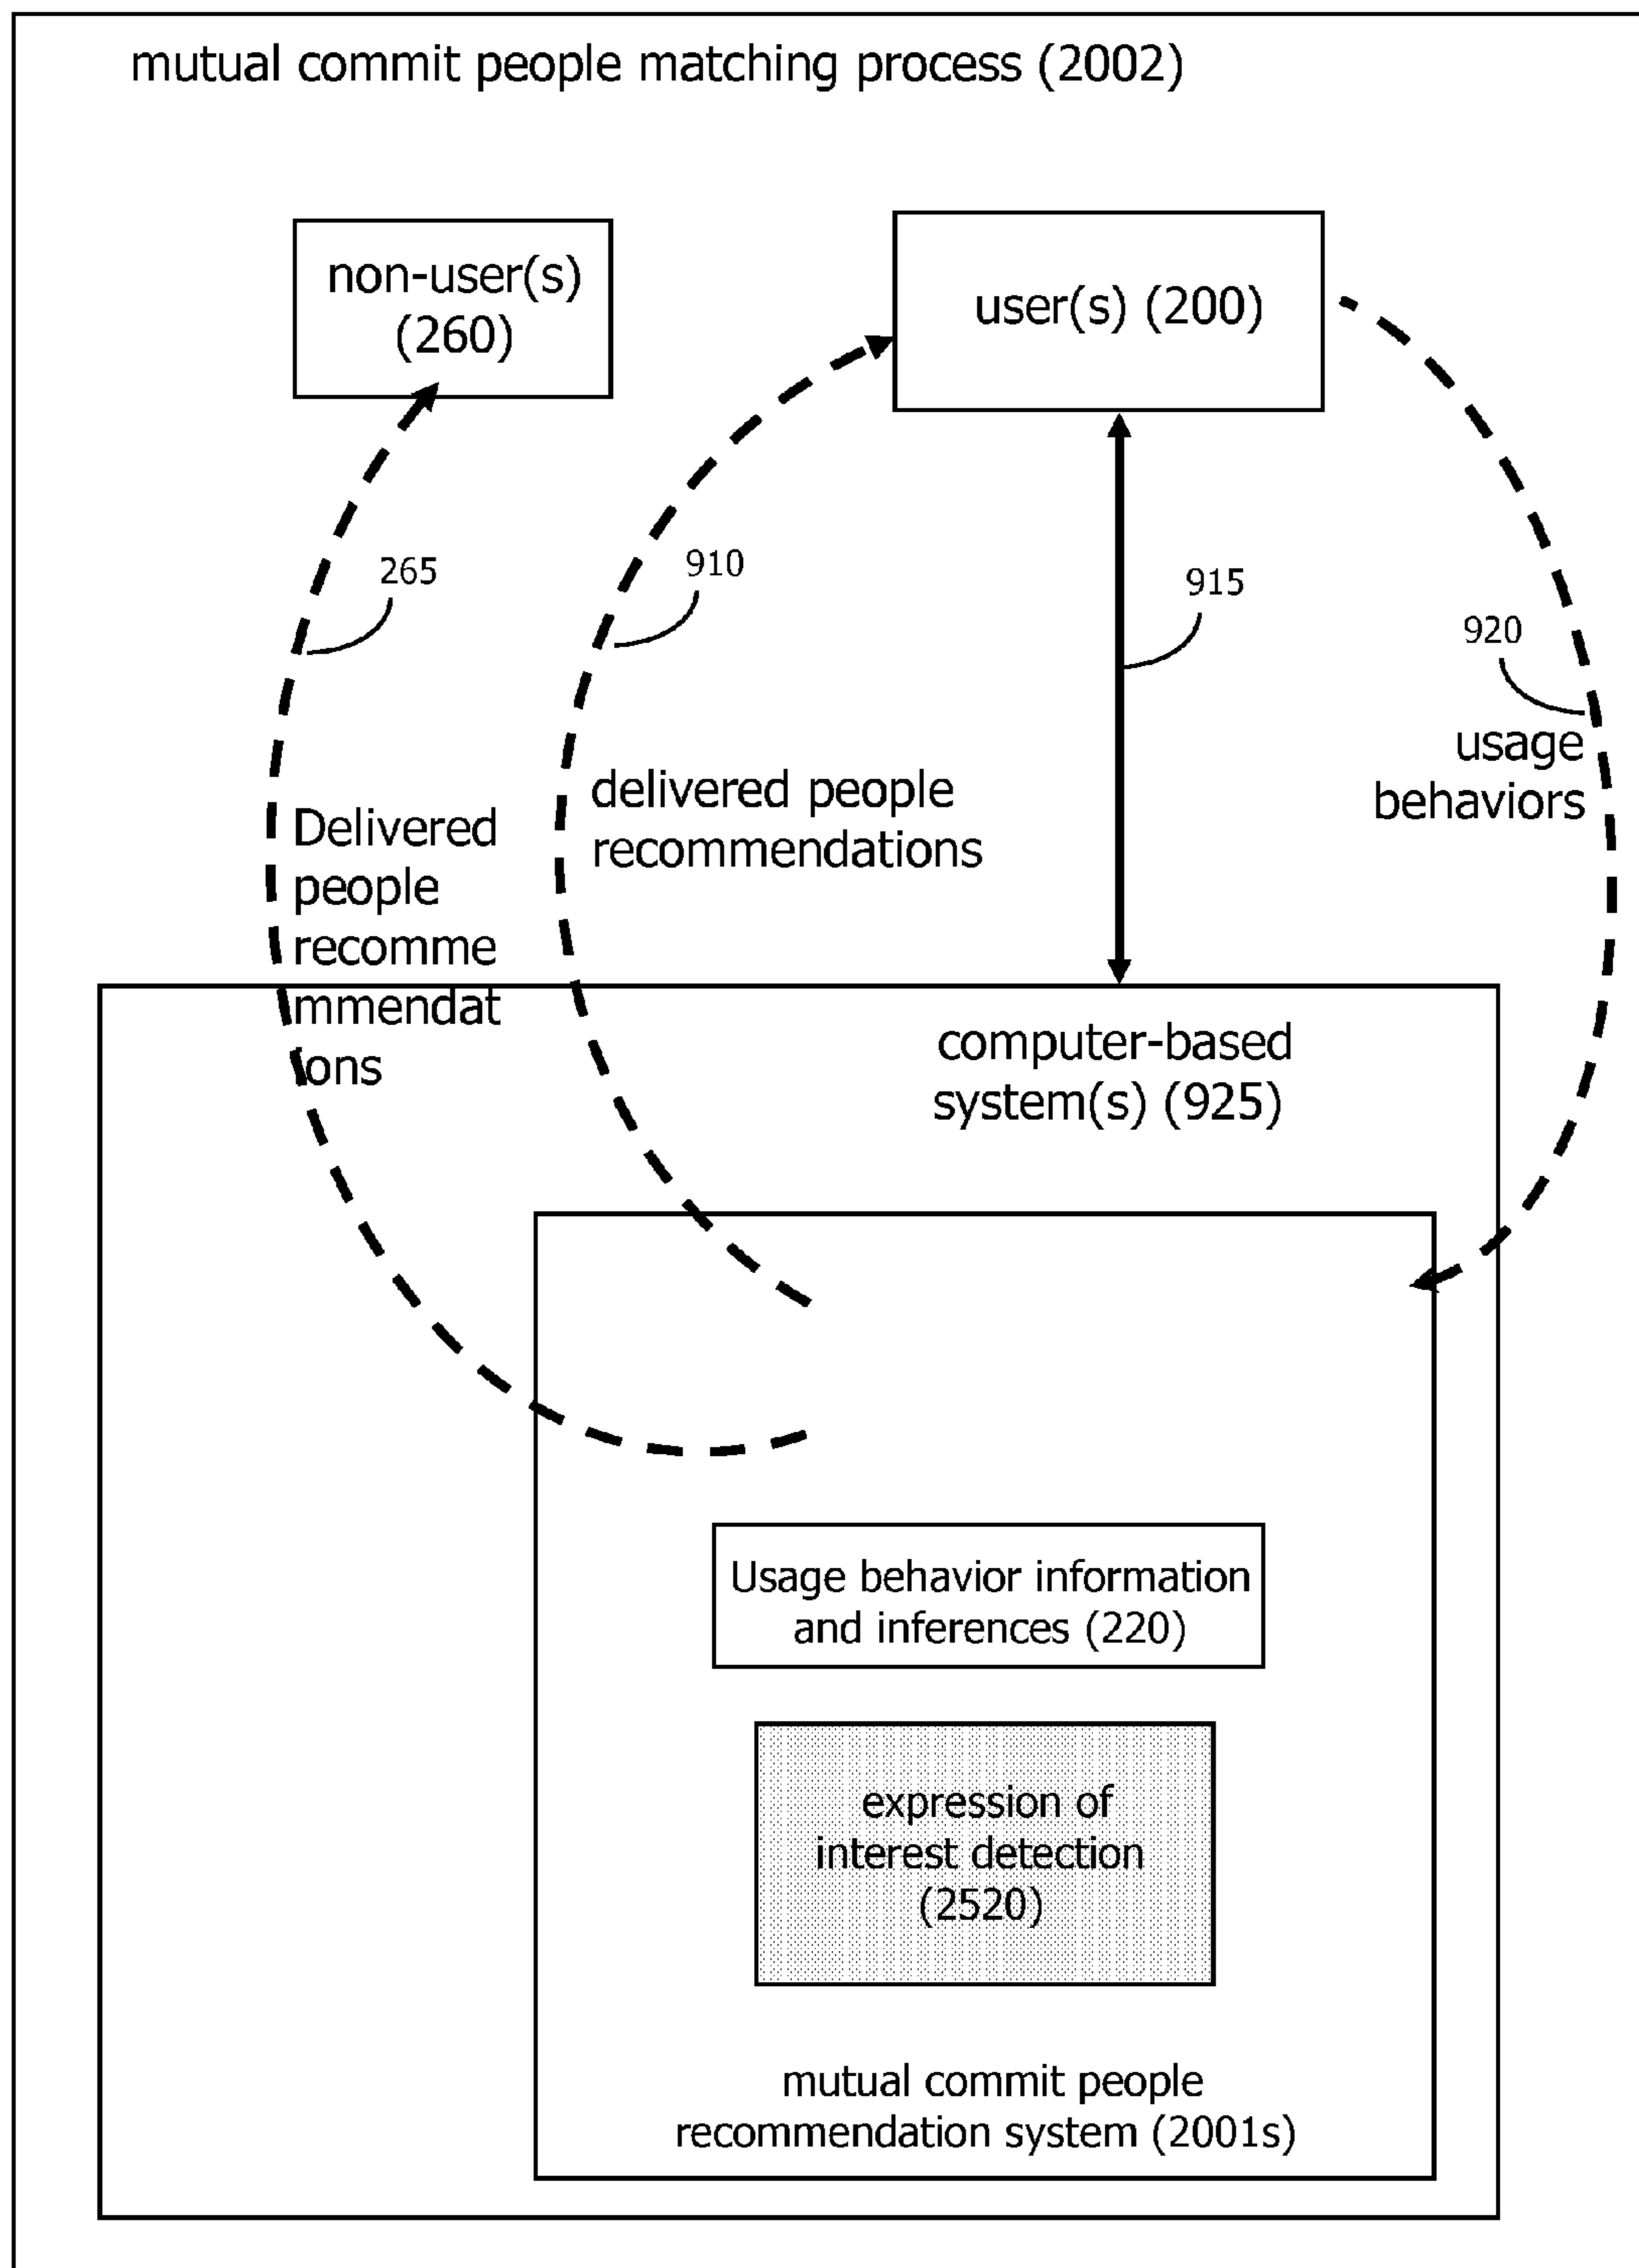 mutual commit people matching process (2002)
non-user(s)
(260)
user(s) (200)
265
910
915
920
usage
behaviors
delivered people
recommendations
Delivered
people
recomme
mmendat
ions
computer-based
system(s) (925)
Usage behavior information
and inferences (220)
expression of
interest detection
(2520)
mutual commit people
recommendation system (2001s)